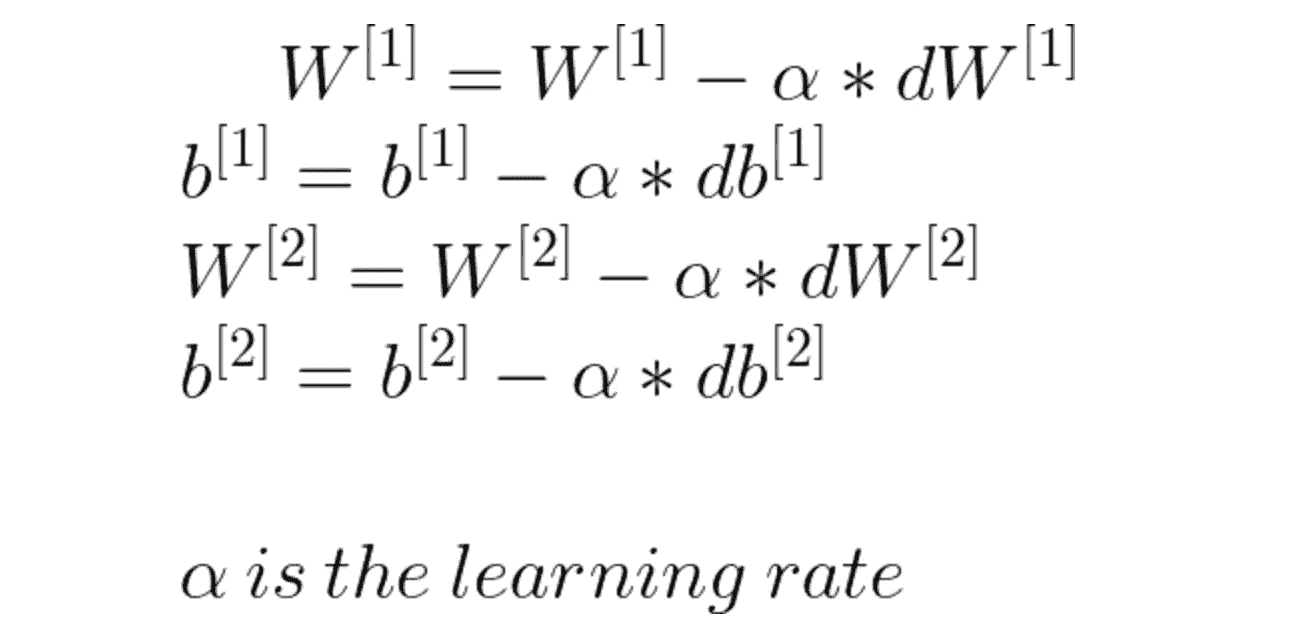 W^{[1]} = W^{[1]} − α ∗ dW^{[1]}
b^{[1]} = b^{[1]} − α ∗ db^{[1]}
W^{[2]} = W^{[2]} − α ∗ dW^{[2]}
b^{[2]} = b^{[2]} − α ∗ db^{[2]}
α is the learning rate